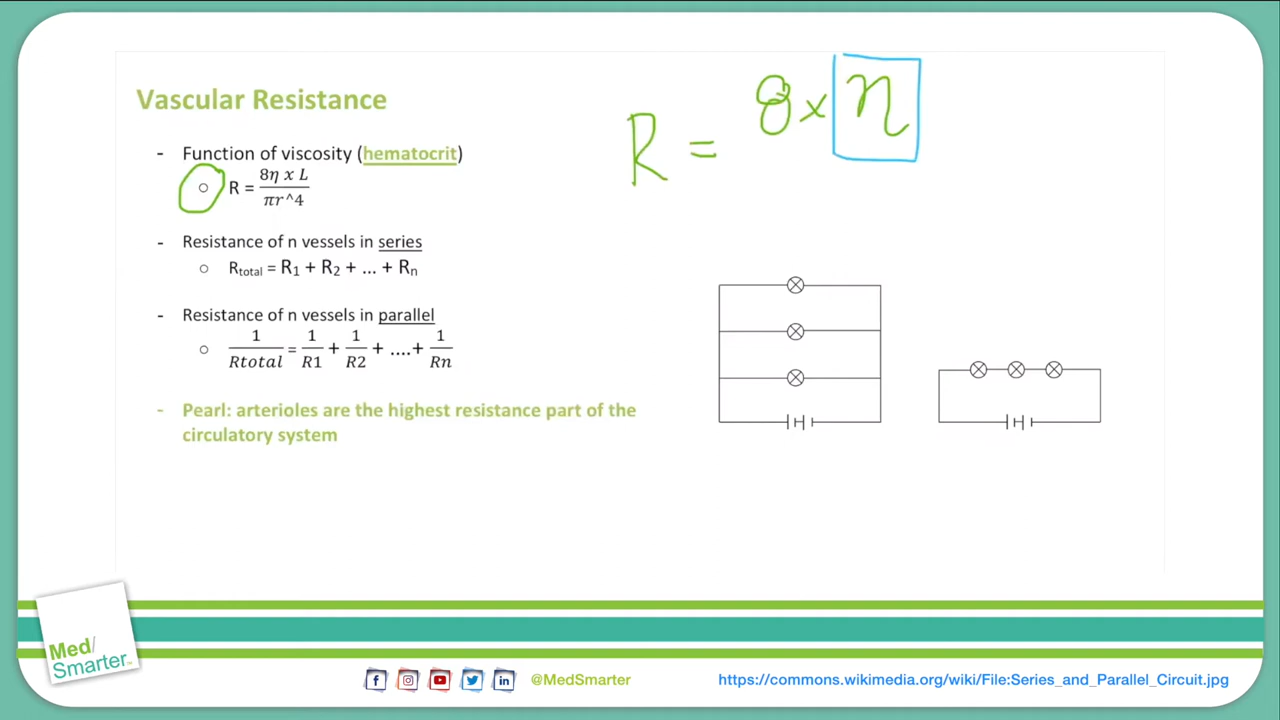 Vascular Resistance
- Function of viscosity (hematocrit)
○ R = 8η x L / πr^4
- Resistance of n vessels in series
○ Rtotal = R1 + R2 + ... + Rn
- Resistance of n vessels in parallel
○ 1/Rtotal = 1/R1 + 1/R2 + ....+ 1/Rn
- Pearl: arterioles are the highest resistance part of the
circulatory system
R = 8 x η
Med/
Smarter™
@MedSmarter
https://commons.wikimedia.org/wiki/File:Series_and_Parallel_Circuit.jpg